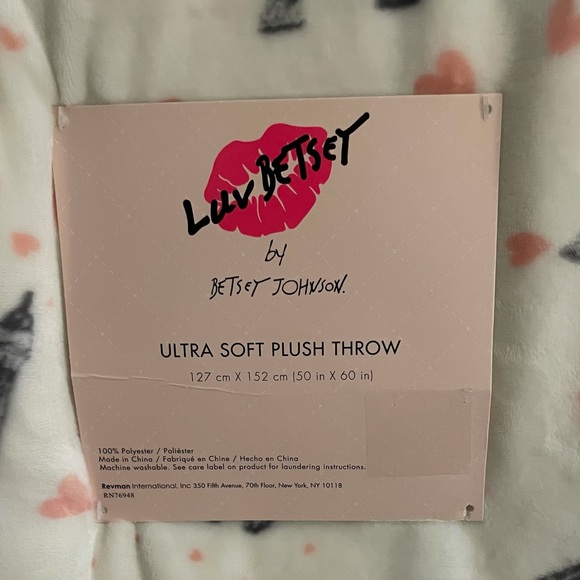 Luv BETSEY
by
BETSEY JOHNSON.
ULTRA SOFT PLUSH THROW
127 cm X 152 cm (50 in X 60 in)
100% Polyester / Poliéster
Made in China / Fabriqué en Chine / Hecho en China
Machine washable. See care label on product for laundering instructions.
Revman International, Inc 350 Fifth Avenue, 70th Floor, New York, NY 10118
RN76948